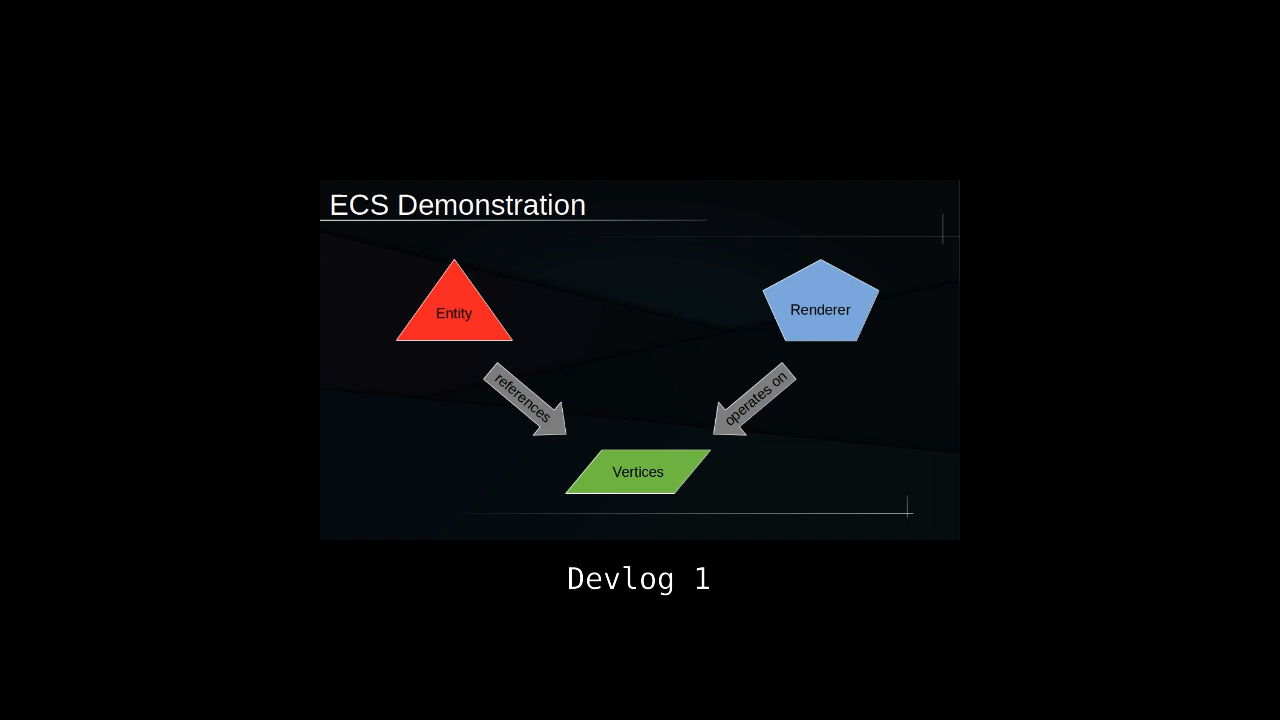 ECS Demonstration
Entity
Renderer
references
operates on
Vertices
Devlog 1